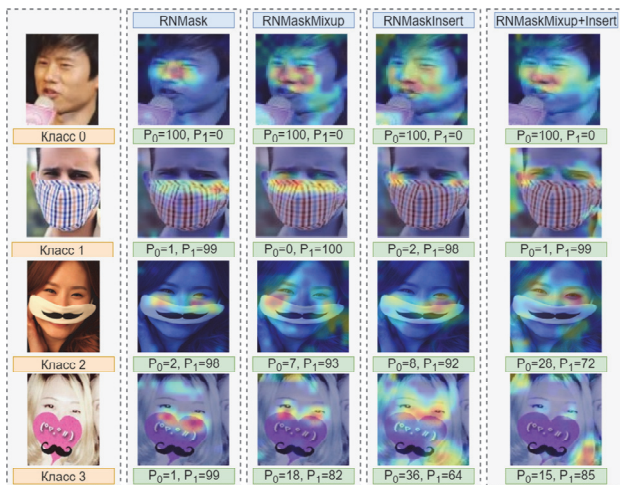 RNMask RNMaskMixup RNMaskInsert RNMaskMixup+Insert
Класс 0 P₀=100, P₁=0 P₀=100, P₁=0 P₀=100, P₁=0 P₀=100, P₁=0
Класс 1 P₀=1, P₁=99 P₀=0, P₁=100 P₀=2, P₁=98 P₀=1, P₁=99
Класс 2 P₀=2, P₁=98 P₀=7, P₁=93 P₀=8, P₁=92 P₀=28, P₁=72
Класс 3 P₀=1, P₁=99 P₀=18, P₁=82 P₀=36, P₁=64 P₀=15, P₁=85